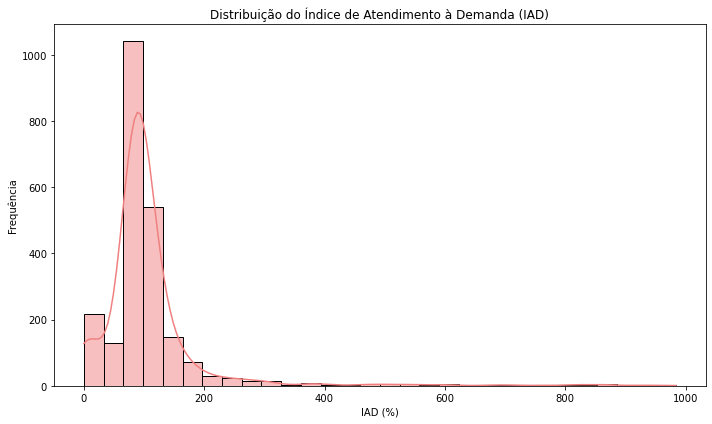 Distribuição do Índice de Atendimento à Demanda (IAD)
Frequência
1000
800
600
400
200
0
0 200 400 600 800 1000
IAD (%)